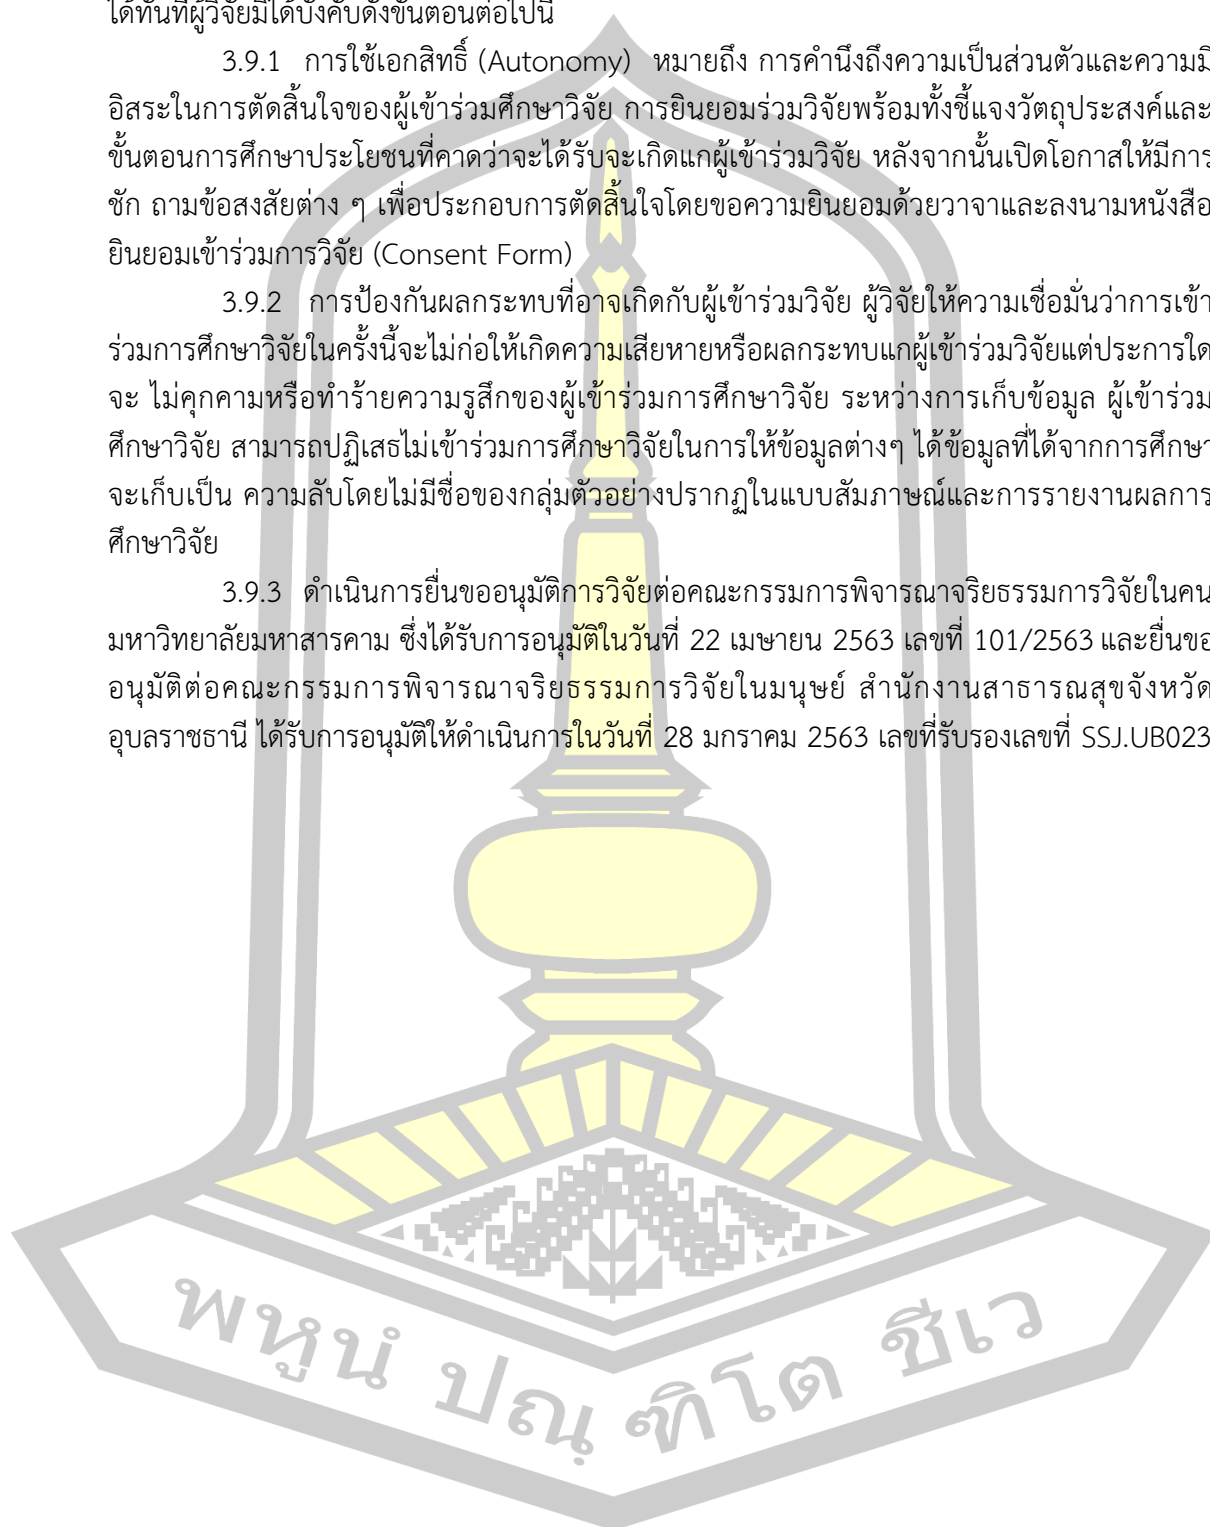 ได้ทันทีผู้วิจัยมิได้บังคับดังขั้นตอนต่อไปนี้
3.9.1 การใช้เอกสิทธิ์ (Autonomy) หมายถึง การคำนึงถึงความเป็นส่วนตัวและความมี
อิสระในการตัดสิ้นใจของผู้เข้าร่วมศึกษาวิจัย การยินยอมร่วมวิจัยพร้อมทั้งชี้แจงวัตถุประสงค์และ
ขั้นตอนการศึกษาประโยชนที่คาดว่าจะได้รับจะเกิดแกผู้เข้าร่วมวิจัย หลังจากนั้นเปิดโอกาสให้มีการ
ชัก ถามข้อสงสัยต่าง ๆ เพื่อประกอบการตัดสิ้นใจโดยขอความยินยอมด้วยวาจาและลงนามหนังสือ
ยินยอมเข้าร่วมการวิจัย (Consent Form)
3.9.2 การป้องกันผลกระทบที่อาจเกิดกับผู้เข้าร่วมวิจัย ผู้วิจัยให้ความเชื่อมั่นว่าการเข้า
ร่วมการศึกษาวิจัยในครั้งนี้จะไม่ก่อให้เกิดความเสียหายหรือผลกระทบแกผู้เข้าร่วมวิจัยแต่ประการใด
จะ ไม่คุกคามหรือทำร้ายความรูสึกของผู้เข้าร่วมการศึกษาวิจัย ระหว่างการเก็บข้อมูล ผู้เข้าร่วม
ศึกษาวิจัย สามารถปฏิเสธไม่เข้าร่วมการศึกษาวิจัยในการให้ข้อมูลต่างๆ ได้ข้อมูลที่ได้จากการศึกษา
จะเก็บเป็น ความลับโดยไม่มีชื่อของกลุ่มตัวอย่างปรากฏในแบบสัมภาษณ์และการรายงานผลการ
ศึกษาวิจัย
3.9.3 ดำเนินการยื่นขออนุมัติการวิจัยต่อคณะกรรมการพิจารณาจริยธรรมการวิจัยในคน
มหาวิทยาลัยมหาสารคาม ซึ่งได้รับการอนุมัติในวันที่ 22 เมษายน 2563 เลขที่ 101/2563 และยื่นขอ
อนุมัติต่อคณะกรรมการพิจารณาจริยธรรมการวิจัยในมนุษย์ สำนักงานสาธารณสุขจังหวัด
อุบลราชธานี ได้รับการอนุมัติให้ดำเนินการในวันที่ 28 มกราคม 2563 เลขที่รับรองเลขที่ SSJ.UB023
พหูนํ ปณฺ ฑิโต ชีเว